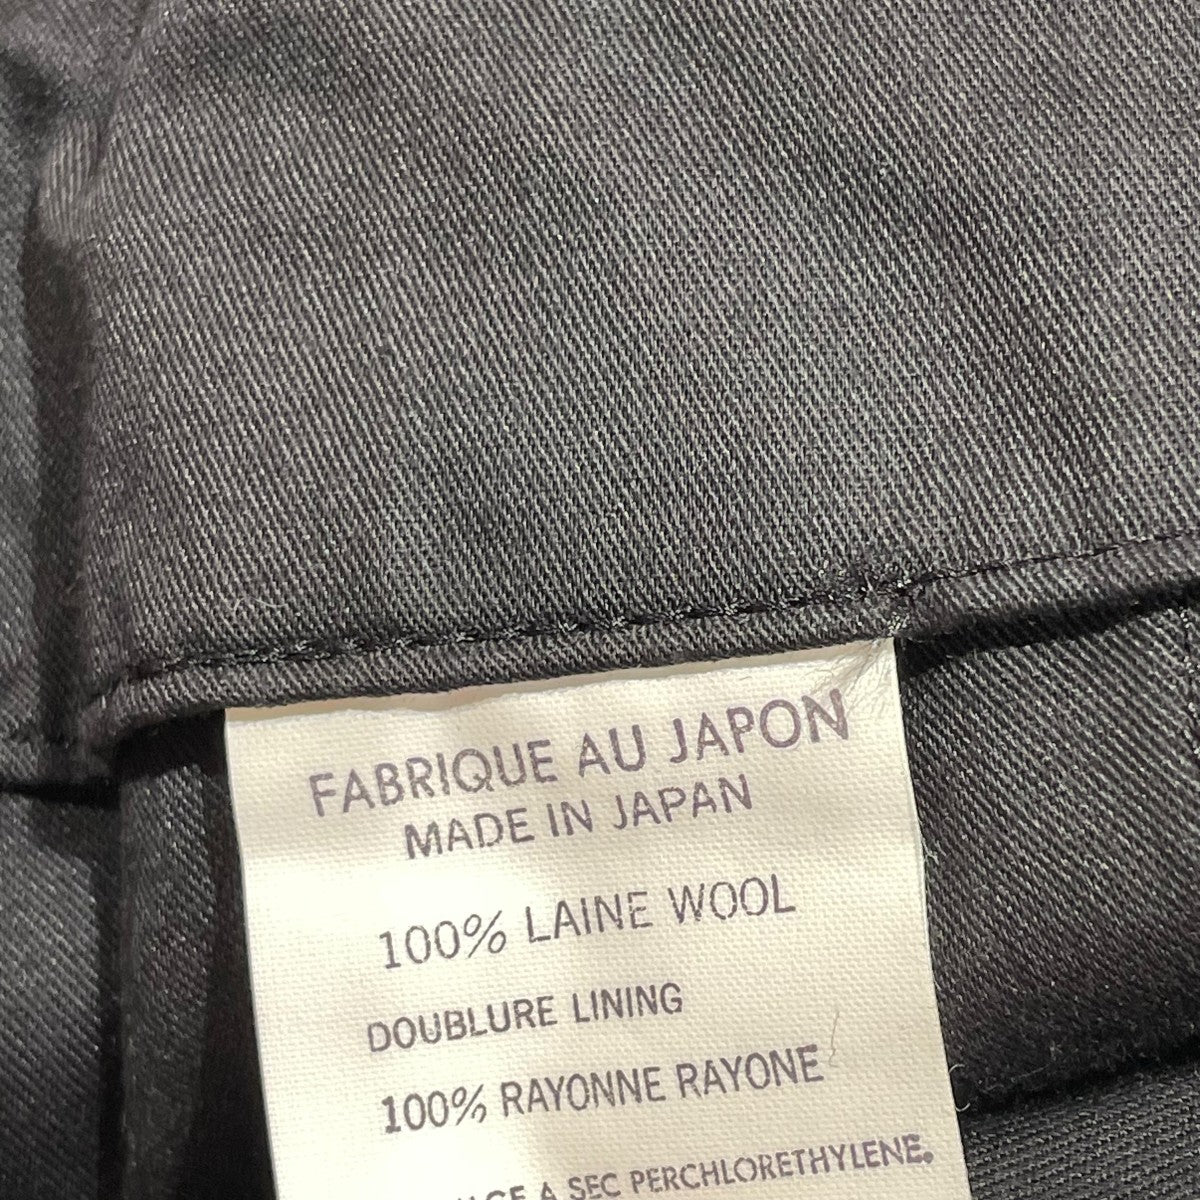 FABRIQUE AU JAPON
MADE IN JAPAN
100% LAINE WOOL
DOUBLURE LINING
100% RAYONNE RAYONE
A SEC PERCHLORETHYLENE.